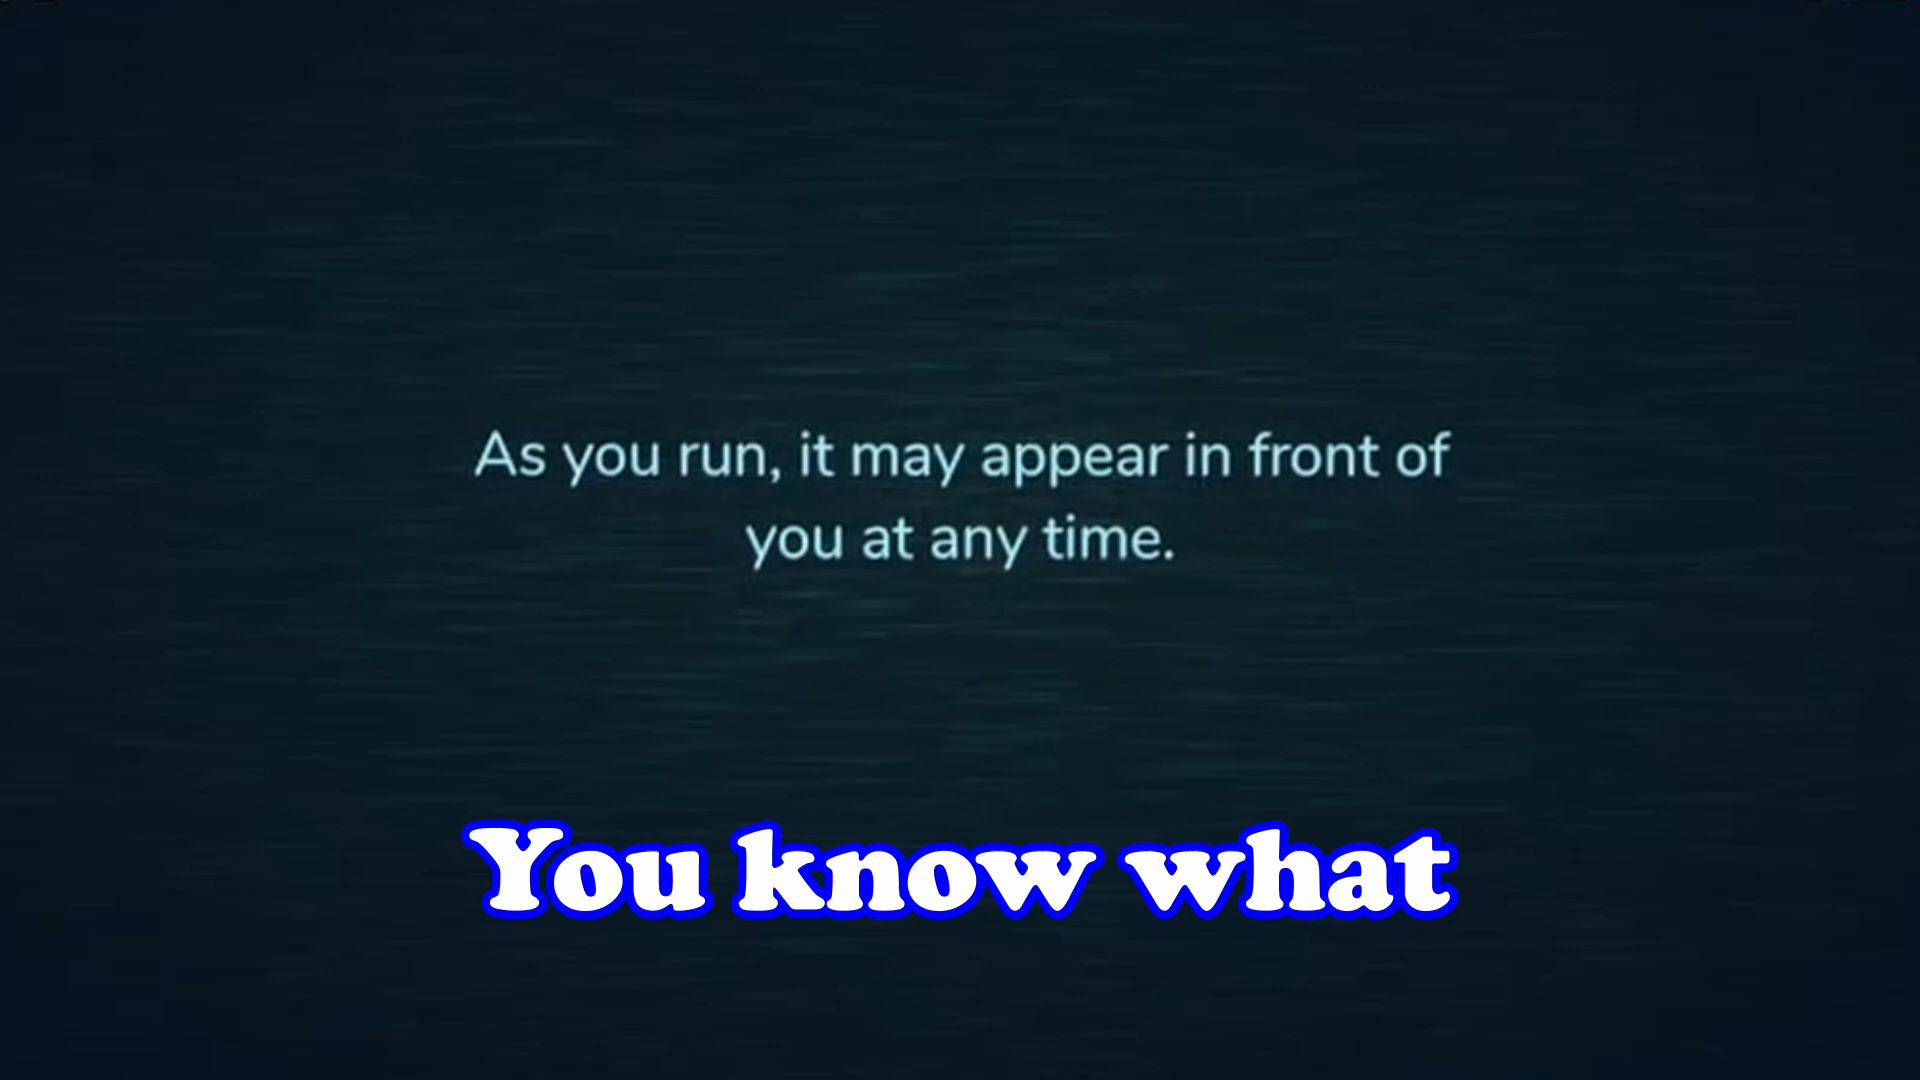 As you run, it may appear in front of
you at any time.
You know what